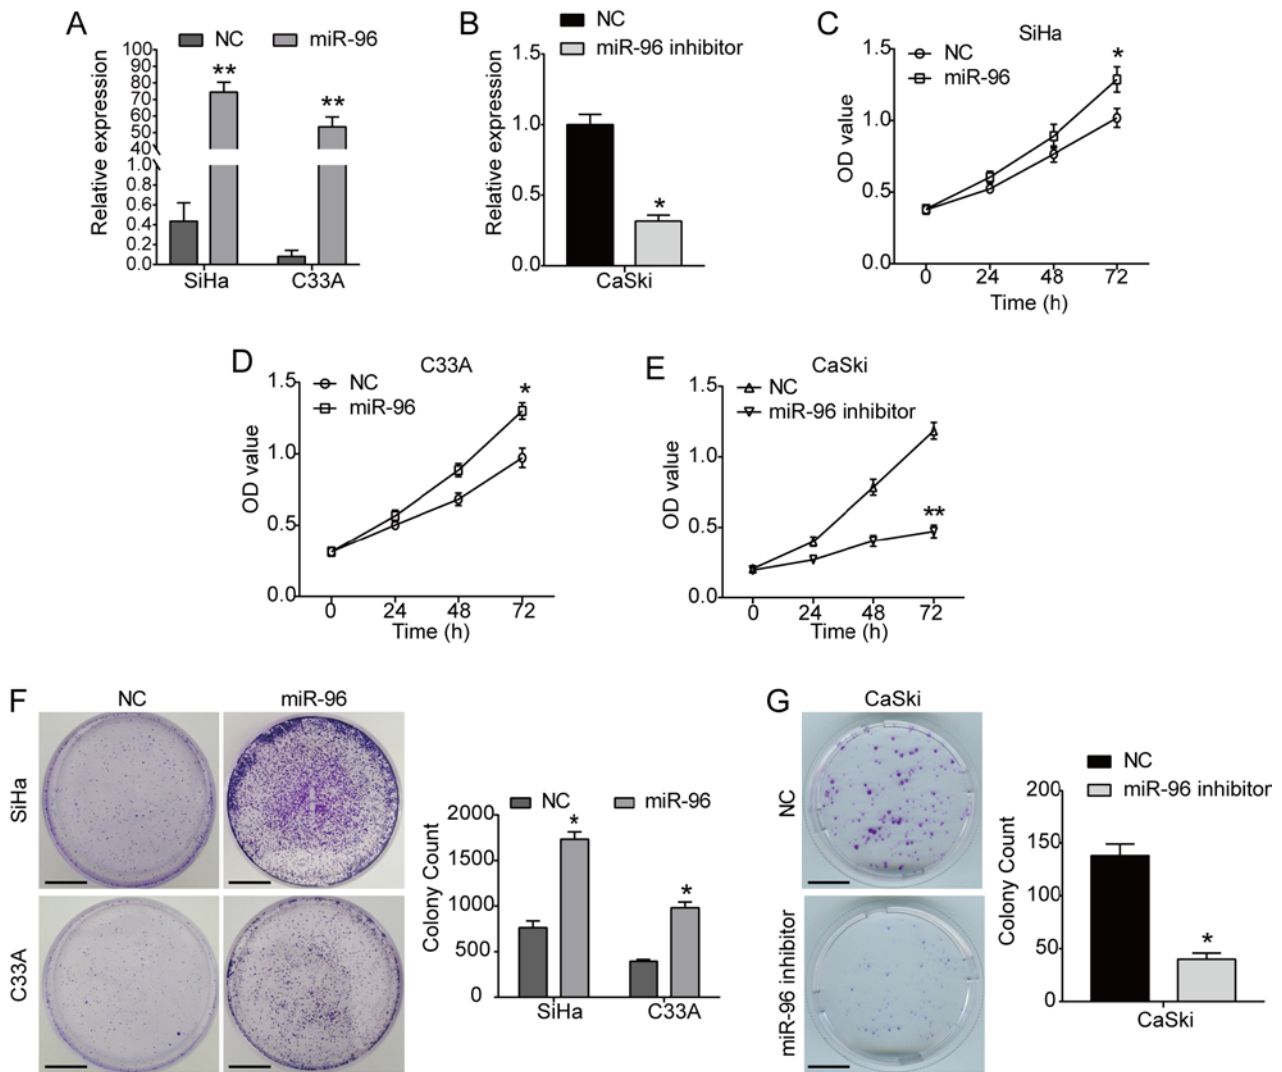 A
NC miR-96
**
**
Relative expression
100
90
80
70
60
50
40
1.0
0.8
0.6
0.4
0.2
0.0
SiHa C33A
B
NC
miR-96 inhibitor
*
Relative expression
1.5
1.0
0.5
0.0
CaSki
C
SiHa
NC
miR-96
*
OD value
1.5
1.0
0.5
0.0
0 24 48 72
Time (h)
D
C33A
NC
miR-96
*
OD value
1.5
1.0
0.5
0.0
0 24 48 72
Time (h)
E
CaSki
NC
miR-96 inhibitor
**
OD value
1.5
1.0
0.5
0.0
0 24 48 72
Time (h)
F
NC miR-96
SiHa
C33A
NC miR-96
*
*
Colony Count
2000
1500
1000
500
0
SiHa C33A
G
CaSki
NC
miR-96 inhibitor
NC
miR-96 inhibitor
*
Colony Count
200
150
100
50
0
CaSki